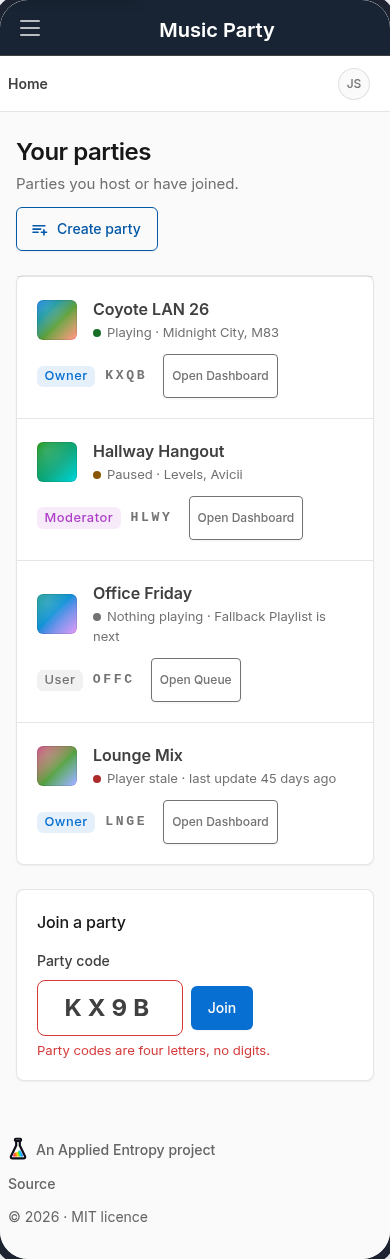 Music Party
Home
JS
Your parties
Parties you host or have joined.
Create party
Coyote LAN 26
Playing · Midnight City, M83
Owner KXQB Open Dashboard
Hallway Hangout
Paused · Levels, Avicii
Moderator HLWY Open Dashboard
Office Friday
Nothing playing · Fallback Playlist is
next
User OFFC Open Queue
Lounge Mix
Player stale · last update 45 days ago
Owner LNGE Open Dashboard
Join a party
Party code
KX9B Join
Party codes are four letters, no digits.
An Applied Entropy project
Source
© 2026 · MIT licence